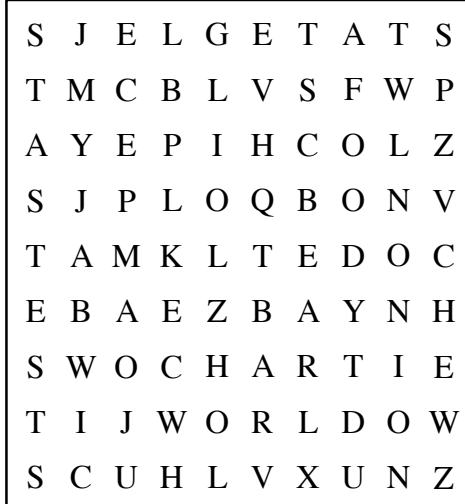 S J E L G E T A T S
T M C B L V S F W P
A Y E P I H C O L Z
S J P L O Q B O N V
T A M K L T E D O C
E B A E Z B A Y N H
S W O C H A R T I E
T I J W O R L D O W
S C U H L V X U N Z